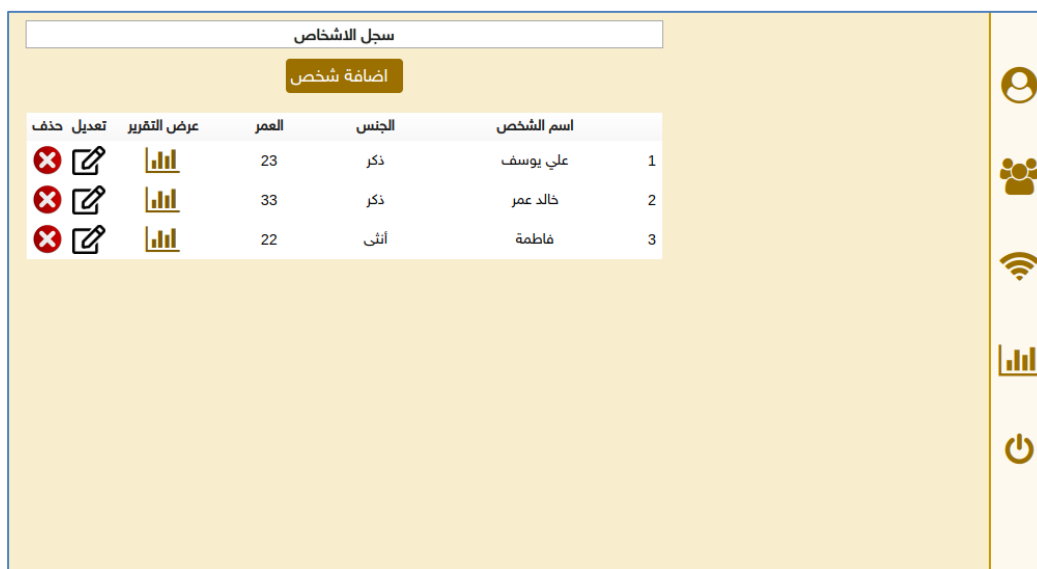 سجل الاشخاص
اضافة شخص
اسم الشخص الجنس العمر عرض التقرير تعديل حذف
1 علي يوسف ذكر 23
2 خالد عمر ذكر 33
3 فاطمة أنثى 22